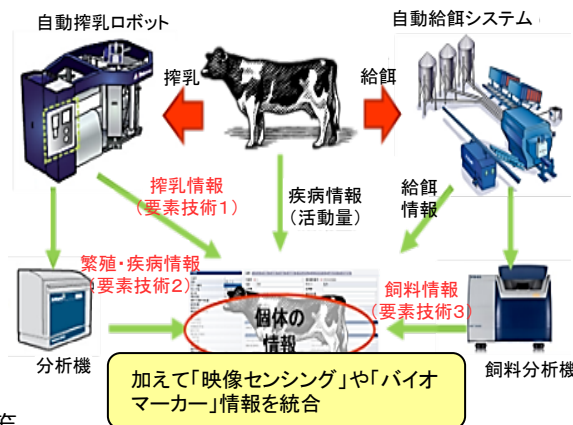 自動搾乳ロボット
自動給餌システム
搾乳
給餌
搾乳情報
(要素技術1)
疾病情報
(活動量)
給餌
情報
繁殖・疾病情報
(要素技術2)
飼料情報
(要素技術3)
個体の
情報
分析機
飼料分析機
加えて「映像センシング」や「バイオ
マーカー」情報を統合